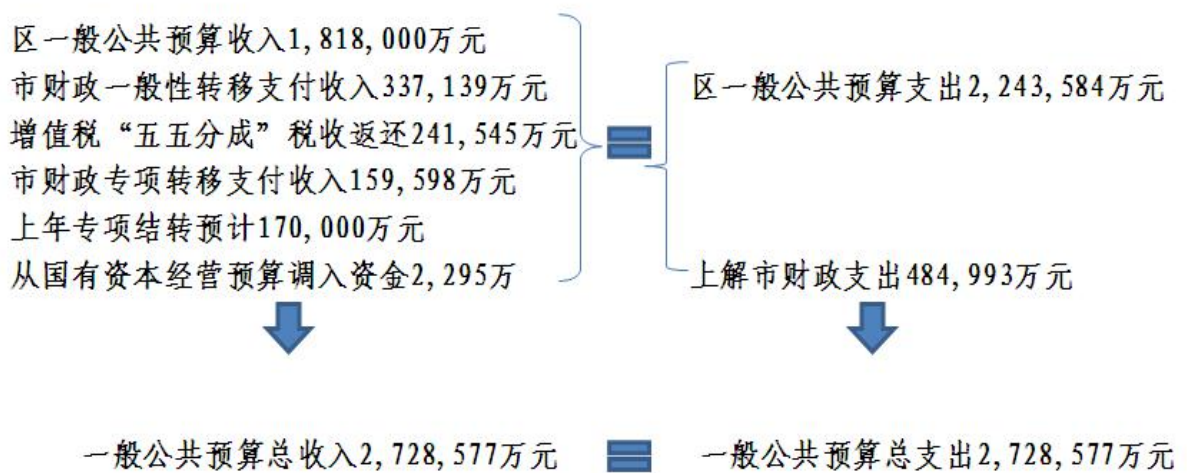 区一般公共预算收入1,818,000万元
市财政一般性转移支付收入337,139万元
增值税“五五分成”税收返还241,545万元
市财政专项转移支付收入159,598万元
上年专项结转预计170,000万元
从国有资本经营预算调入资金2,295万
区一般公共预算支出2,243,584万元
上解市财政支出484,993万元
一般公共预算总收入2,728,577万元
一般公共预算总支出2,728,577万元